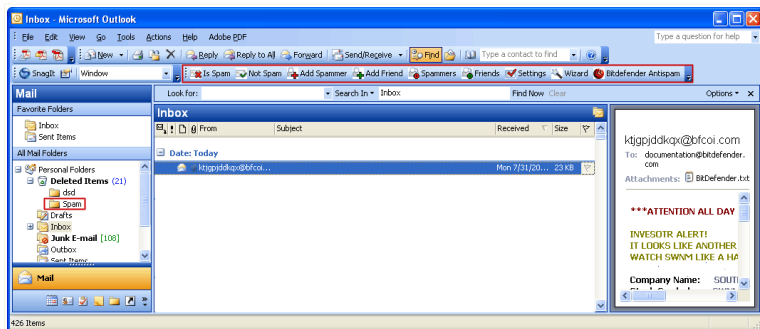 Inbox - Microsoft Outlook
File Edit View Go Tools Actions Help Adobe PDF
Type a question for help
New Reply Reply to All Forward Send/Receive Find Type a contact to find
SnagIt Window
Is Spam Not Spam Add Spammer Add Friend Spammers Friends Settings Wizard Bitdefender Antispam
Mail
Look for: Search In Inbox Find Now Clear Options
Favorite Folders
Inbox
Sent Items
All Mail Folders
Personal Folders
Deleted Items (21)
dsd
Spam
Drafts
Inbox
Junk E-mail [108]
Outbox
Sent Items
Mail
426 Items
Inbox
From Subject Received Size
Date: Today
ktjgpjddkqx@bfcoi... Mon 7/31/20... 23 KB
ktjgpjddkqx@bfcoi.com
To: documentation@bitdefender.
com
Attachments: BitDefender.txt
***ATTENTION ALL DAY
INVESOTR ALERT!
IT LOOKS LIKE ANOTHER
WATCH SWNM LIKE A HA
Company Name: SOUTI